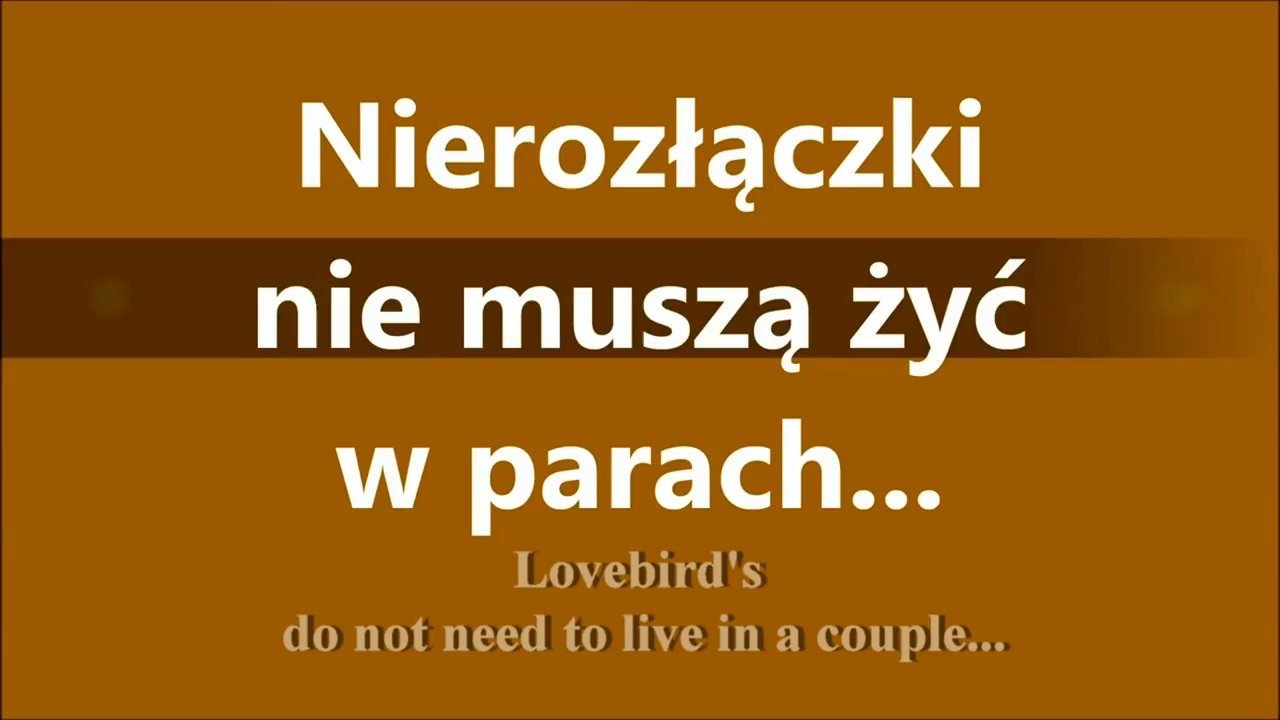 Nierozłączki
nie muszą żyć
w parach...
Lovebird's
do not need to live in a couple...